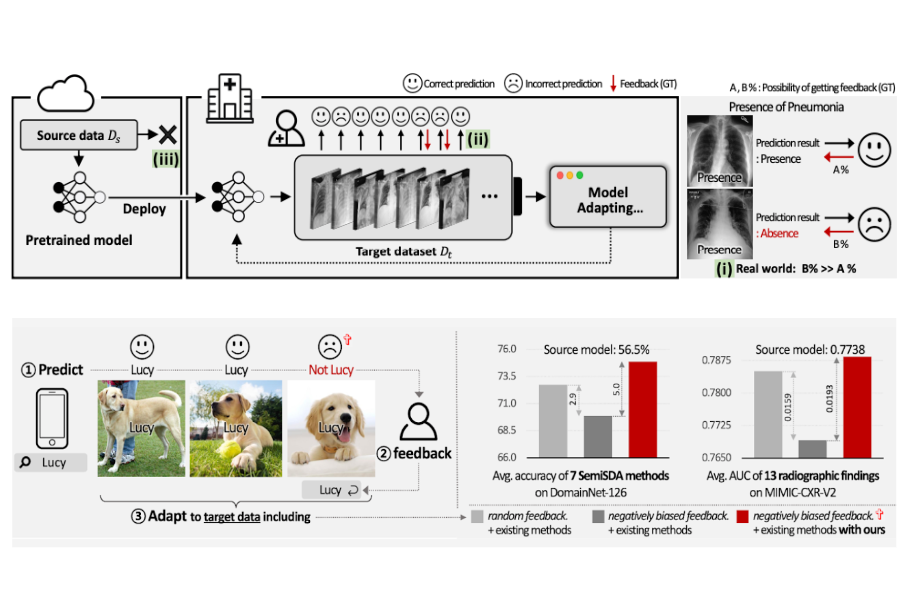 Correct prediction Incorrect prediction Feedback (GT)
A , B % : Possibility of getting feedback (GT)
Source data Ds
(iii)
Pretrained model
Deploy
(ii)
...
Target dataset Dt
Model
Adapting...
Presence of Pneumonia
Presence
Prediction result
: Presence
A%
Presence
Prediction result
: Absence
B%
(i) Real world: B% >> A %
① Predict
Lucy
Lucy
Lucy
Not Lucy
Lucy
Lucy
Lucy
② feedback
Lucy
③ Adapt to target data including
76.0
73.5
71.0
68.5
66.0
Source model: 56.5%
2.9
5.0
Avg. accuracy of 7 SemiSDA methods
on DomainNet-126
0.7875
0.7800
0.7725
0.7650
Source model: 0.7738
0.0159
0.0193
Avg. AUC of 13 radiographic findings
on MIMIC-CXR-V2
random feedback.
+ existing methods
negatively biased feedback.
+ existing methods
negatively biased feedback.
+ existing methods with ours